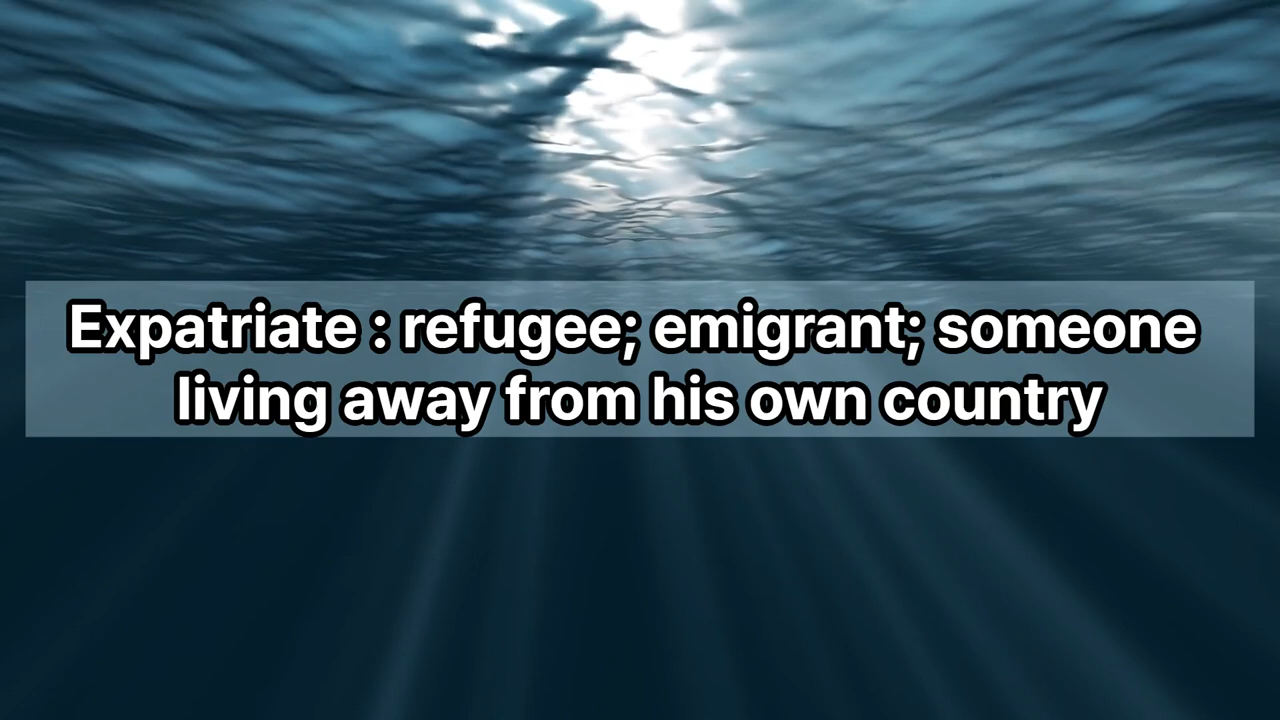 Expatriate : refugee; emigrant; someone
living away from his own country